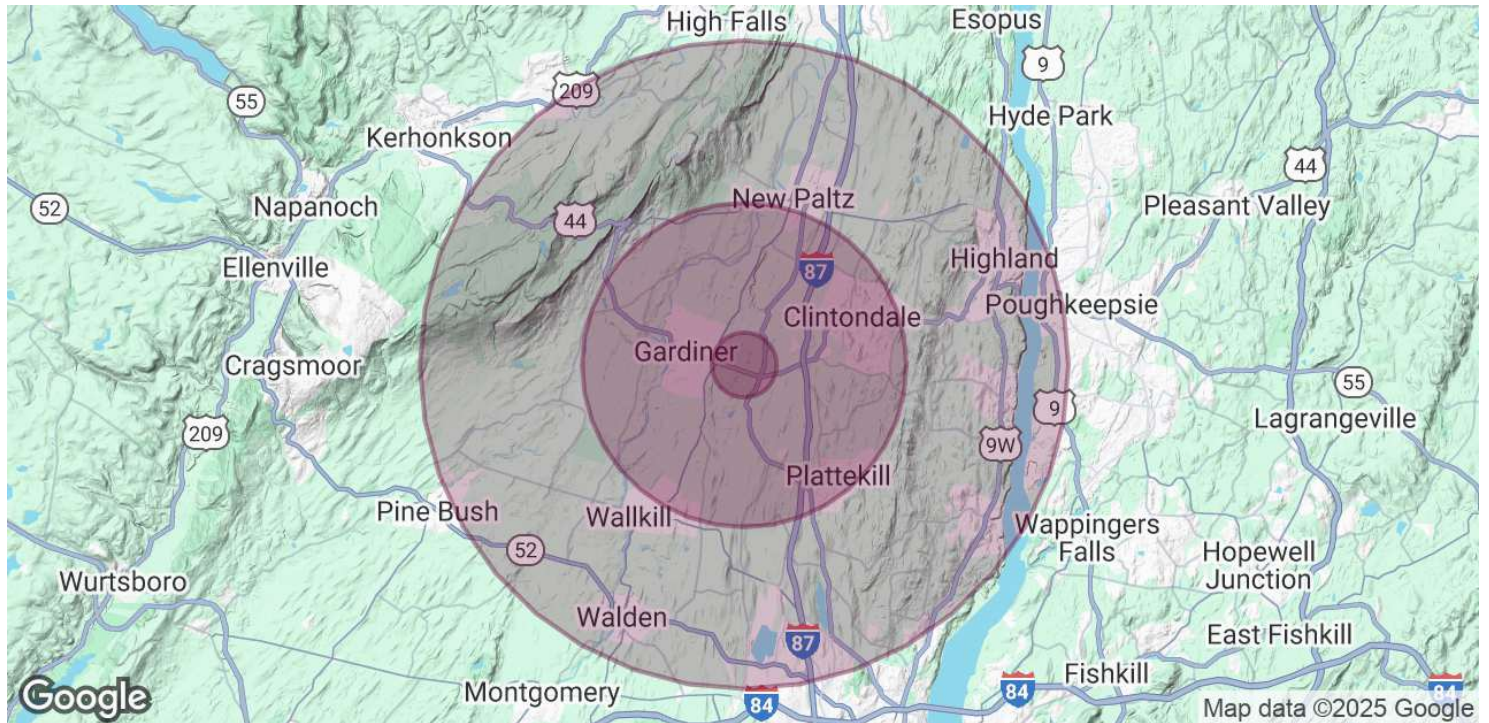 High Falls
Esopus
9
55
209
Hyde Park
Kerhonkson
44
52
Napanoch
New Paltz
Pleasant Valley
44
Ellenville
87
Highland
Clintondale
Poughkeepsie
Gardiner
Cragsmoor
55
9
Lagrangeville
209
9W
Plattekill
Pine Bush
Wallkill
Wappingers
Falls
52
Hopewell
Junction
Wurtsboro
Walden
87
East Fishkill
Fishkill
Montgomery
84
84
84
Google
Map data ©2025 Google